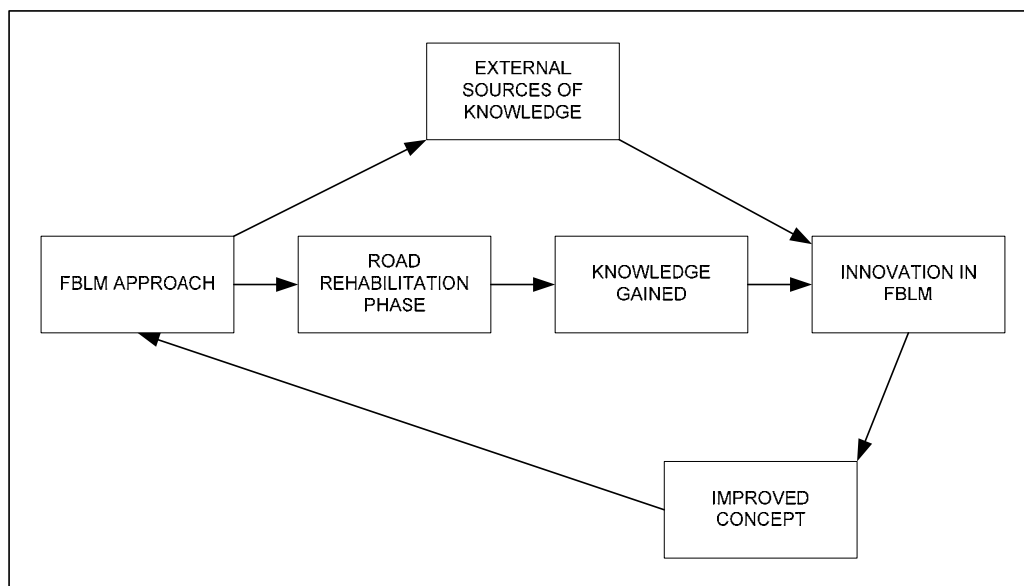 EXTERNAL
SOURCES OF
KNOWLEDGE
FBLM APPROACH
ROAD
REHABILITATION
PHASE
KNOWLEDGE
GAINED
INNOVATION IN
FBLM
IMPROVED
CONCEPT